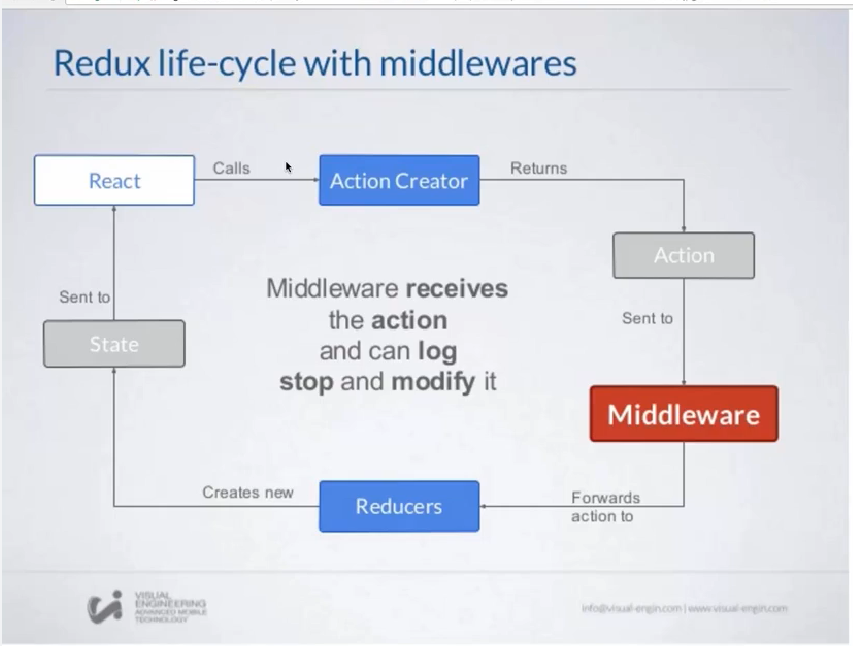 Redux life-cycle with middlewares
React
Calls
Action Creator
Returns
Action
Sent to
Middleware receives
the action
and can log
stop and modify it
Sent to
State
Middleware
Creates new
Reducers
Forwards
action to
VISUAL
ENGINEERING
ADVANCED MOBILE
TECHNOLOGY
info@visual-engin.com | www.visual-engin.com